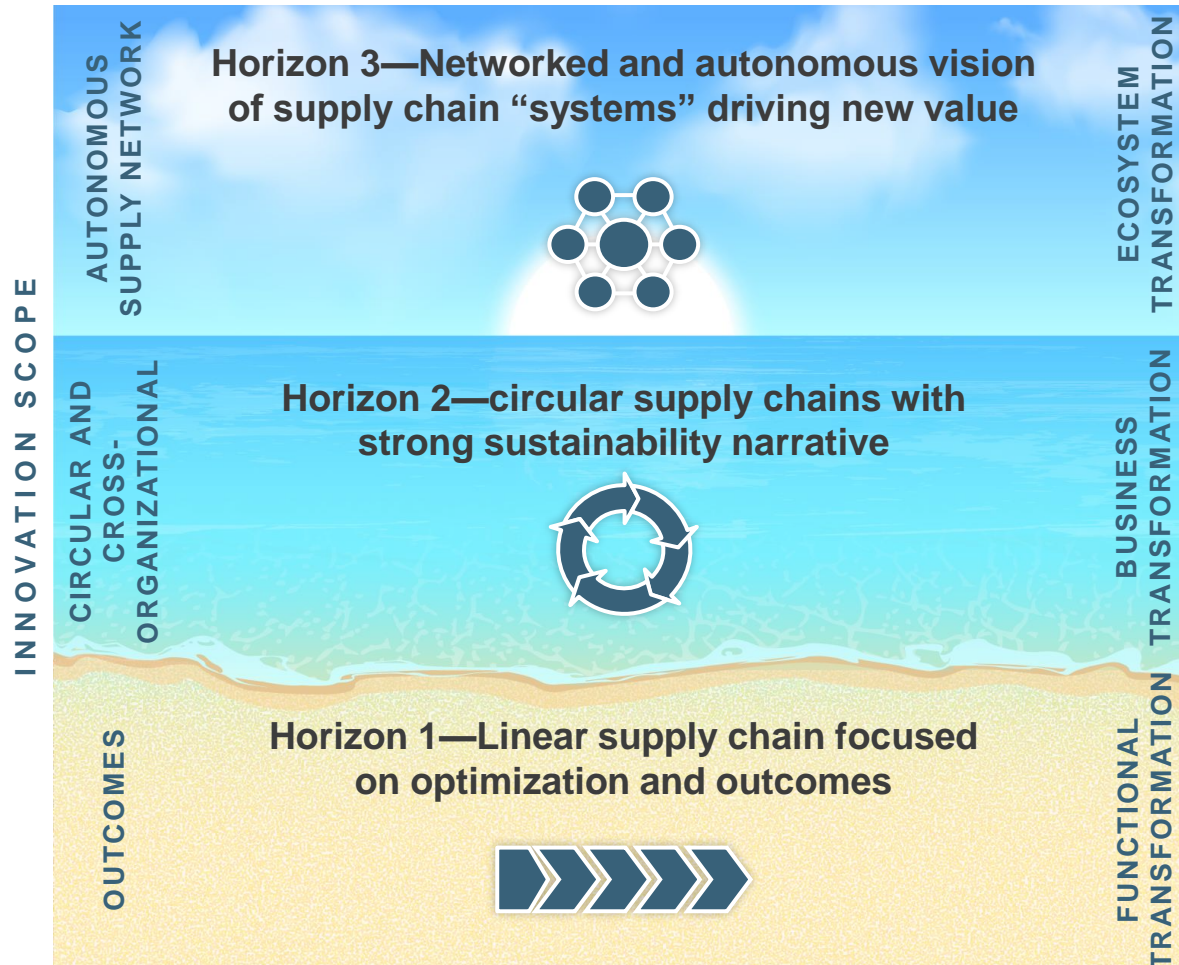 INNOVATION SCOPE
AUTONOMOUS
SUPPLY NETWORK
Horizon 3—Networked and autonomous vision
of supply chain “systems” driving new value
ECOSYSTEM
TRANSFORMATION
CIRCULAR AND
CROSS-
ORGANIZATIONAL
Horizon 2—circular supply chains with
strong sustainability narrative
BUSINESS
TRANSFORMATION
OUTCOMES
Horizon 1—Linear supply chain focused
on optimization and outcomes
FUNCTIONAL
TRANSFORMATION